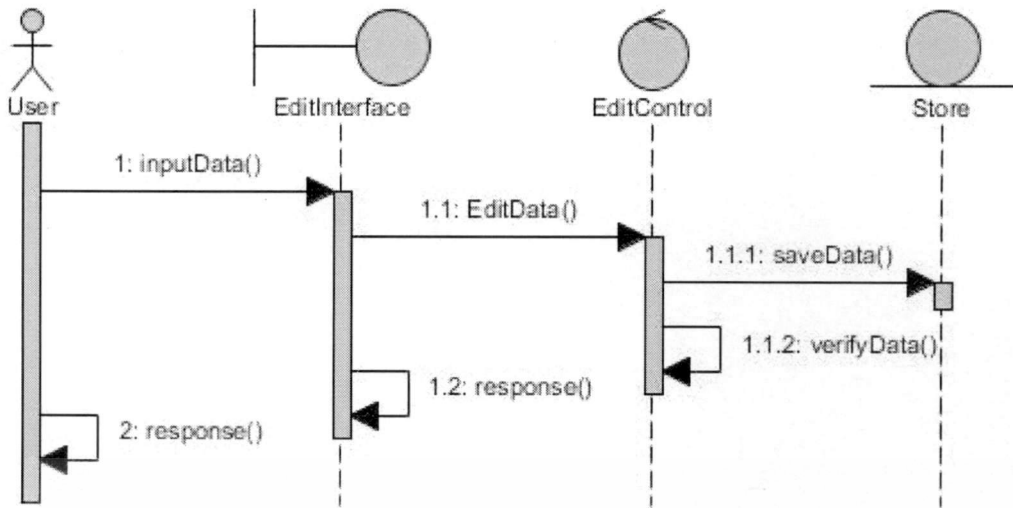 User
EditInterface
EditControl
Store
1: inputData()
1.1: EditData()
1.1.1: saveData()
1.1.2: verifyData()
1.2: response()
2: response()